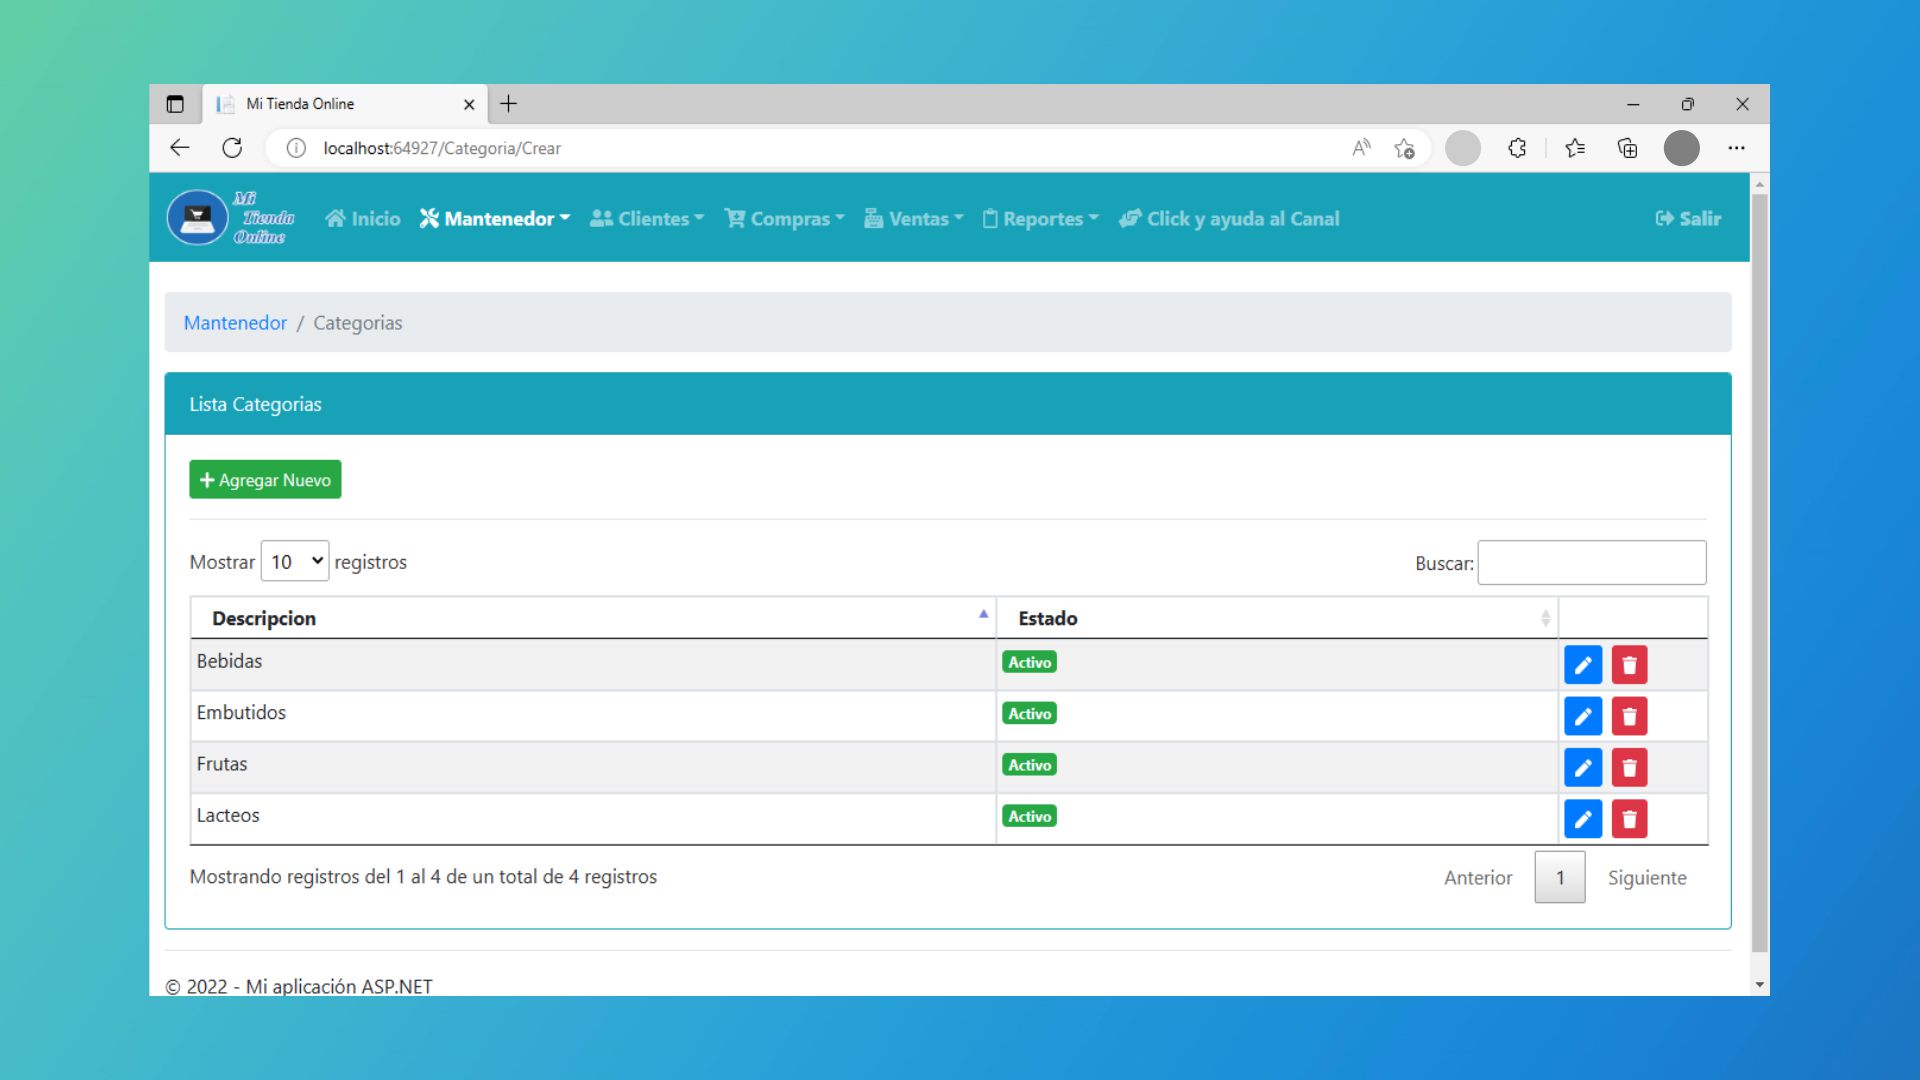 Mi Tienda Online
localhost:64927/Categoria/Crear
Mi
Tienda
Online
Inicio Mantenedor Clientes Compras Ventas Reportes Click y ayuda al Canal Salir
Mantenedor / Categorias
Lista Categorias
+ Agregar Nuevo
Mostrar 10 registros Buscar:
Descripcion Estado
Bebidas Activo
Embutidos Activo
Frutas Activo
Lacteos Activo
Mostrando registros del 1 al 4 de un total de 4 registros Anterior 1 Siguiente
© 2022 - Mi aplicación ASP.NET